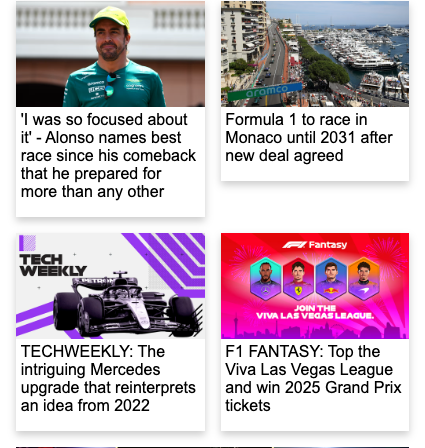 'I was so focused about
it' - Alonso names best
race since his comeback
that he prepared for
more than any other
aramco
Formula 1 to race in
Monaco until 2031 after
new deal agreed
TECH
WEEKLY
TECHWEEKLY: The
intriguing Mercedes
upgrade that reinterprets
an idea from 2022
F1 Fantasy
JOIN THE
VIVA LAS VEGAS LEAGUE.
F1 FANTASY: Top the
Viva Las Vegas League
and win 2025 Grand Prix
tickets